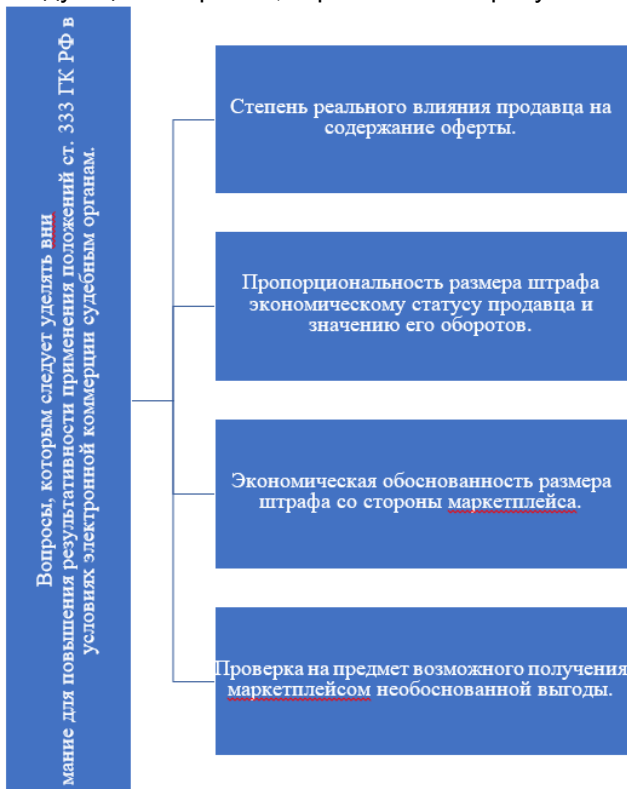 Вопросы, которым следует уделять вни
мание для повышения результативности применения положений ст. 333 ГК РФ в
условиях электронной коммерции судебным органам.
Степень реального влияния продавца на
содержание оферты.
Пропорциональность размера штрафа
экономическому статусу продавца и
значению его оборотов.
Экономическая обоснованность размера
штрафа со стороны маркетплейса.
Проверка на предмет возможного получения
маркетплейсом необоснованной выгоды.